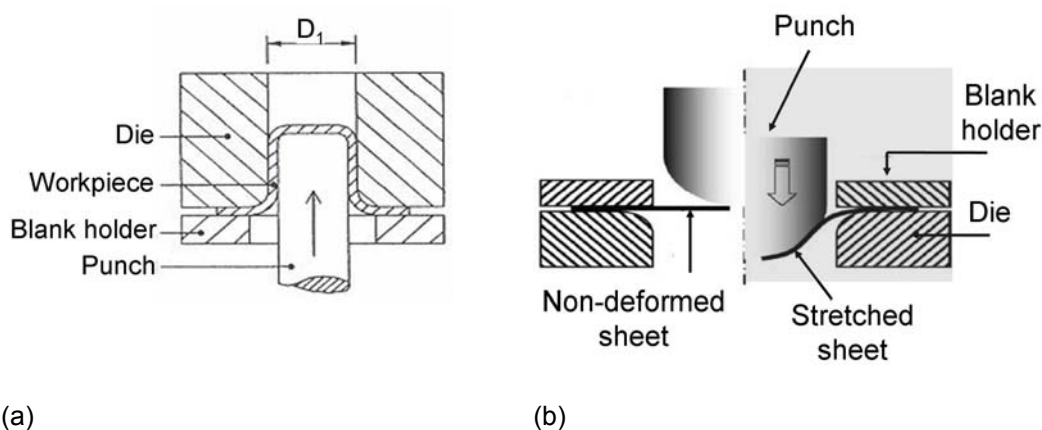 D₁
Die
Workpiece
Blank holder
Punch
(a)
Punch
Blank
holder
Die
Non-deformed
sheet
Stretched
sheet
(b)